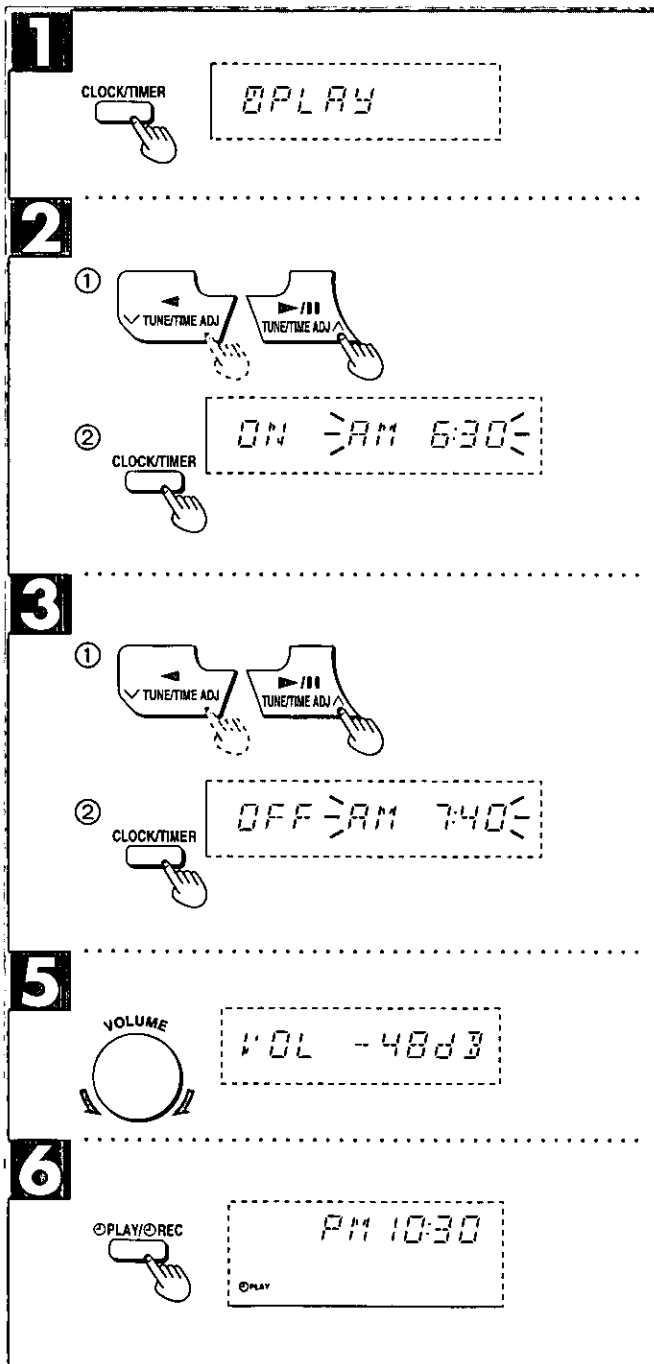 1
CLOCK/TIMER
⏲PLAY
2
①
◄
∨ TUNE/TIME ADJ
►/II
TUNE/TIME ADJ ∧
②
CLOCK/TIMER
ON AM 6:30
3
①
◄
∨ TUNE/TIME ADJ
►/II
TUNE/TIME ADJ ∧
②
CLOCK/TIMER
OFF AM 7:40
5
VOLUME
VOL -48dB
6
⏲PLAY/⏲REC
PM 10:30
⏲PLAY